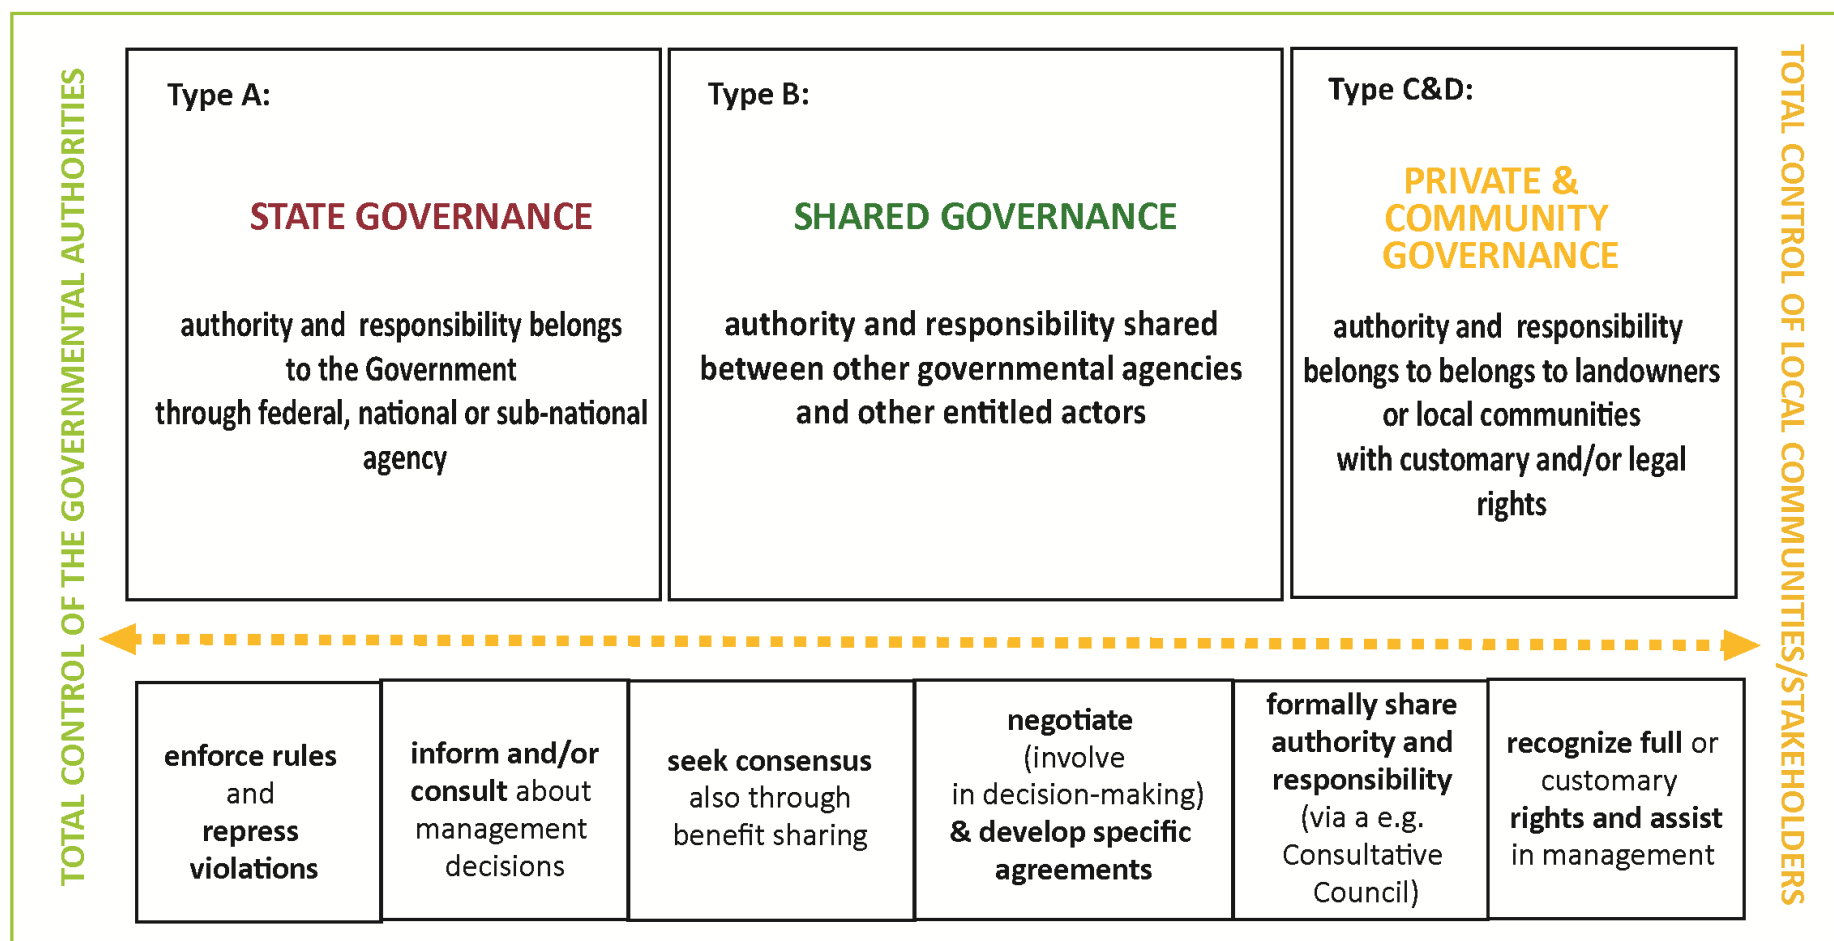 TOTAL CONTROL OF THE GOVERNMENTAL AUTHORITIES
Type A:
STATE GOVERNANCE
authority and responsibility belongs
to the Government
through federal, national or sub-national
agency
Type B:
SHARED GOVERNANCE
authority and responsibility shared
between other governmental agencies
and other entitled actors
Type C&D:
PRIVATE &
COMMUNITY
GOVERNANCE
authority and responsibility
belongs to belongs to landowners
or local communities
with customary and/or legal
rights
TOTAL CONTROL OF LOCAL COMMUNITIES/STAKEHOLDERS
enforce rules
and
repress
violations
inform and/or
consult about
management
decisions
seek consensus
also through
benefit sharing
negotiate
(involve
in decision-making)
& develop specific
agreements
formally share
authority and
responsibility
(via a e.g.
Consultative
Council)
recognize full or
customary
rights and assist
in management